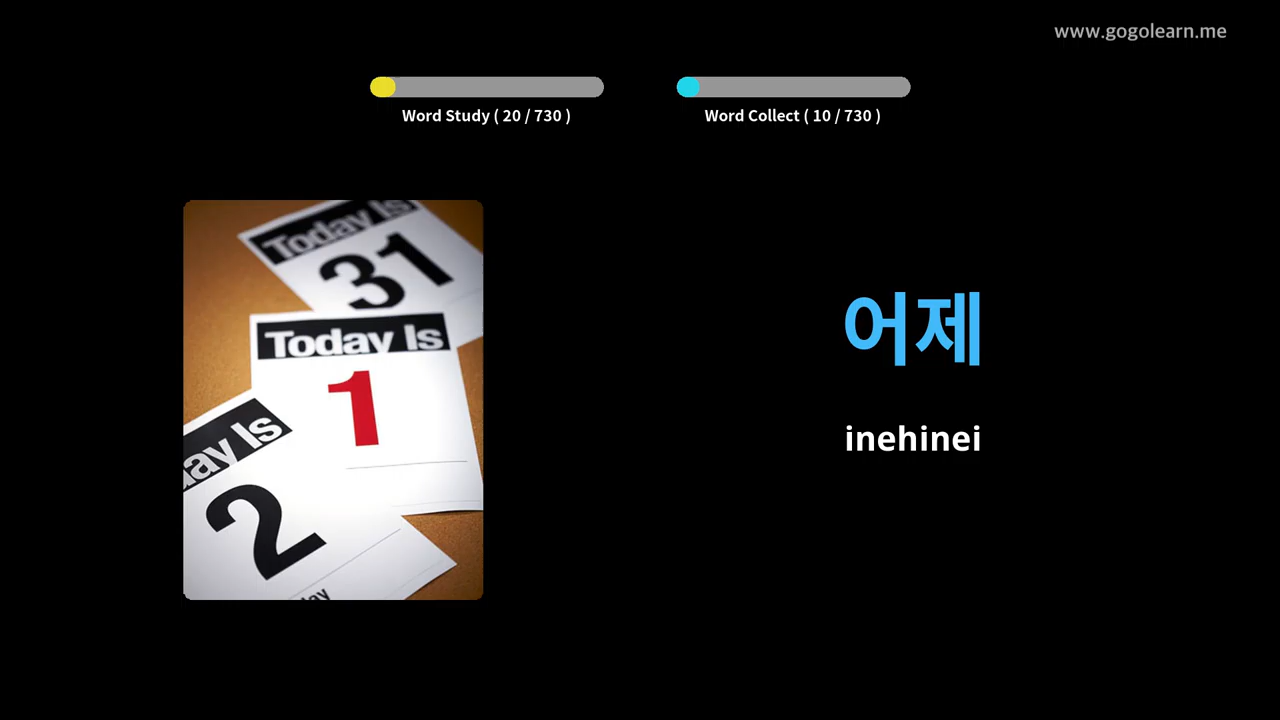 www.gogolearn.me
Word Study ( 20 / 730 )
Word Collect ( 10 / 730 )
Today Is
31
Today Is
1
day Is
2
어제
inehinei